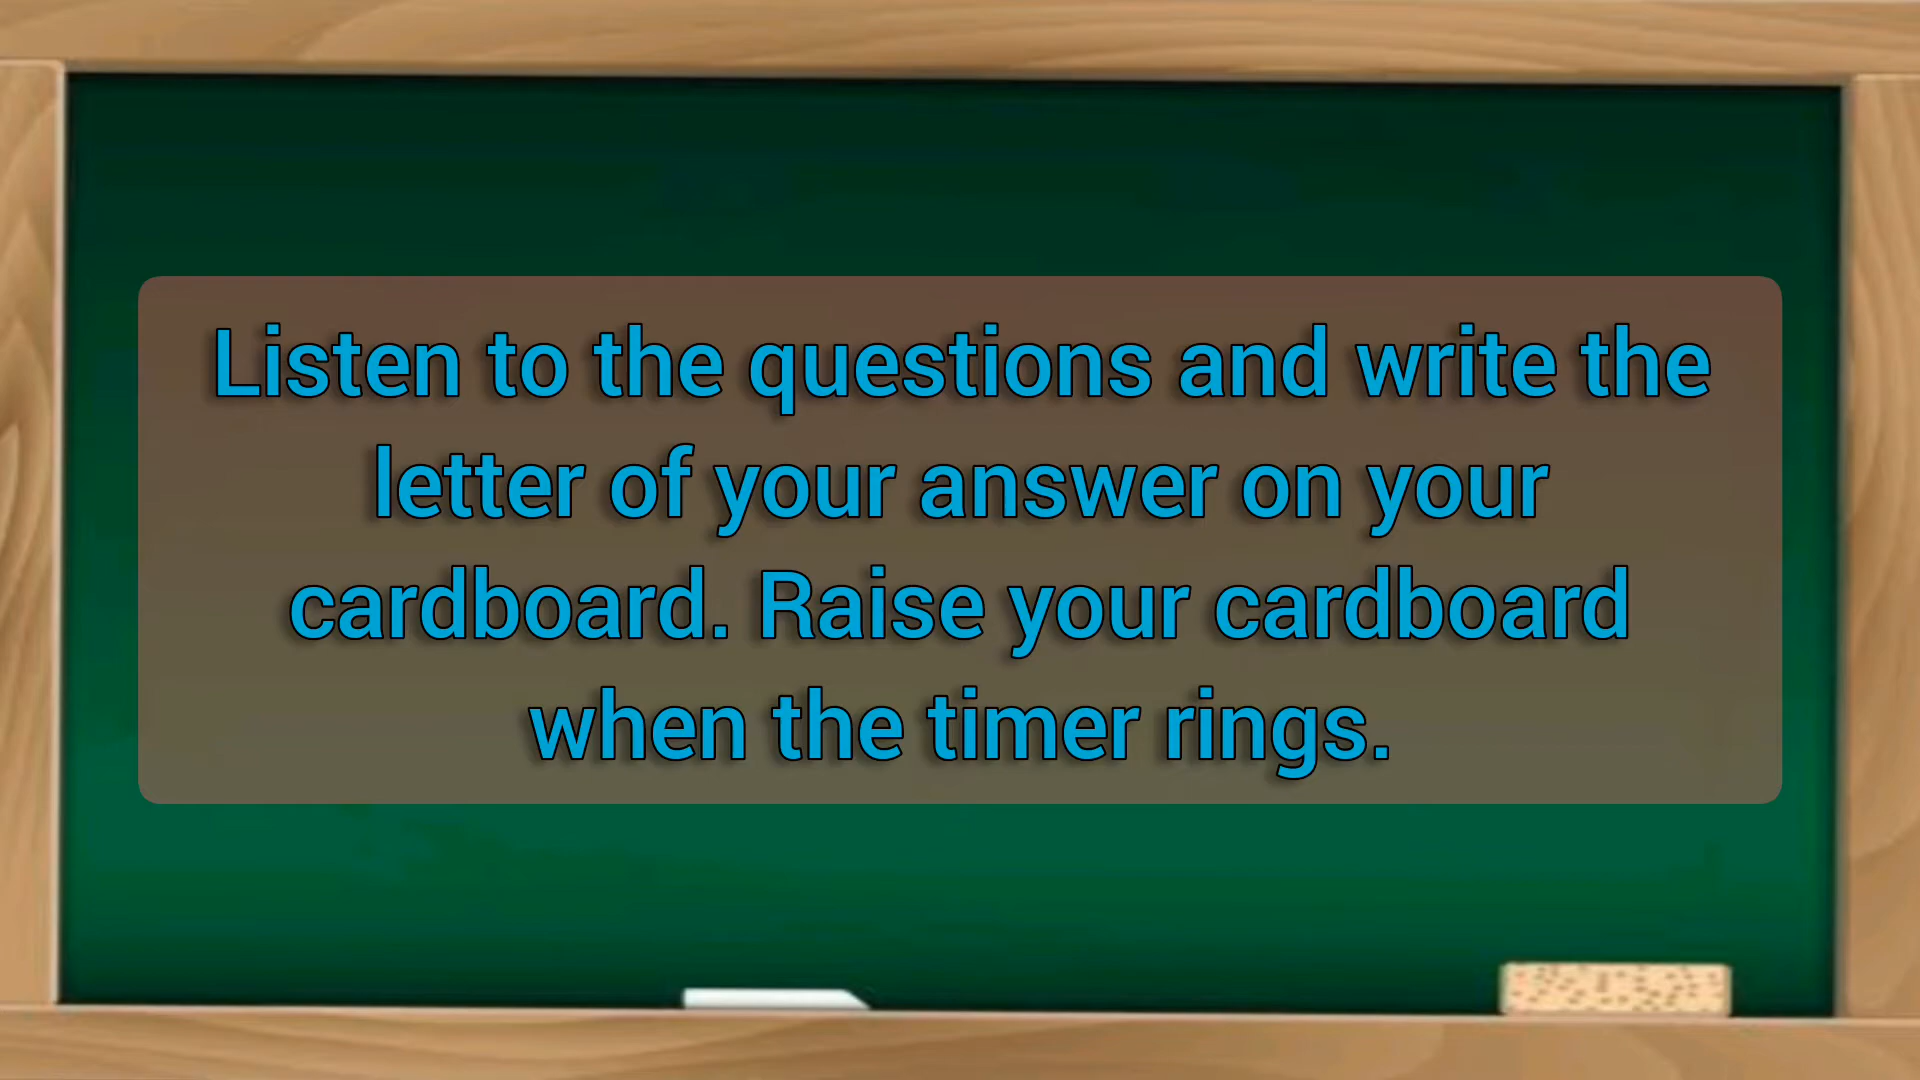 Listen to the questions and write the
letter of your answer on your
cardboard. Raise your cardboard
when the timer rings.